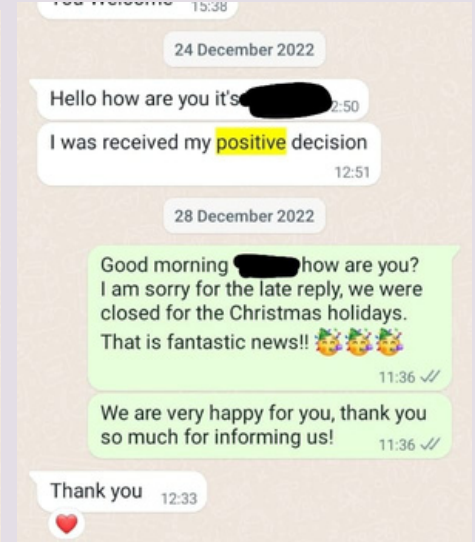 15:38
24 December 2022
Hello how are you it's
2:50
I was received my positive decision
12:51
28 December 2022
Good morning how are you?
I am sorry for the late reply, we were
closed for the Christmas holidays.
That is fantastic news!! 🥳🥳🥳
11:36
We are very happy for you, thank you
so much for informing us!
11:36
Thank you 12:33
❤️